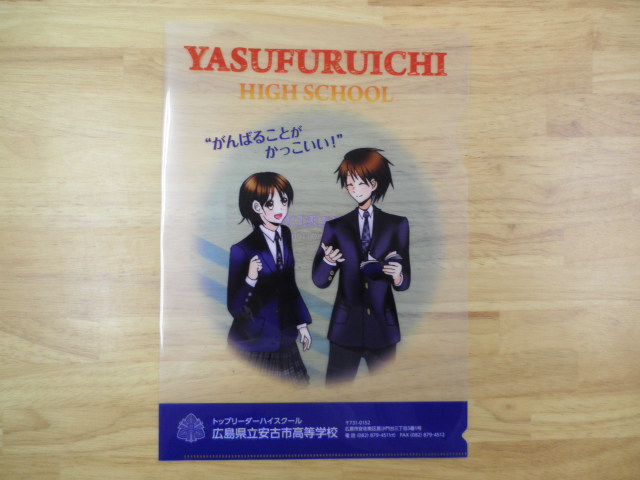 YASUFURUICHI
HIGH SCHOOL
“がんばることが
かっこいい！”
トップリーダーハイスクール
広島県立安古市高等学校
〒731-0152